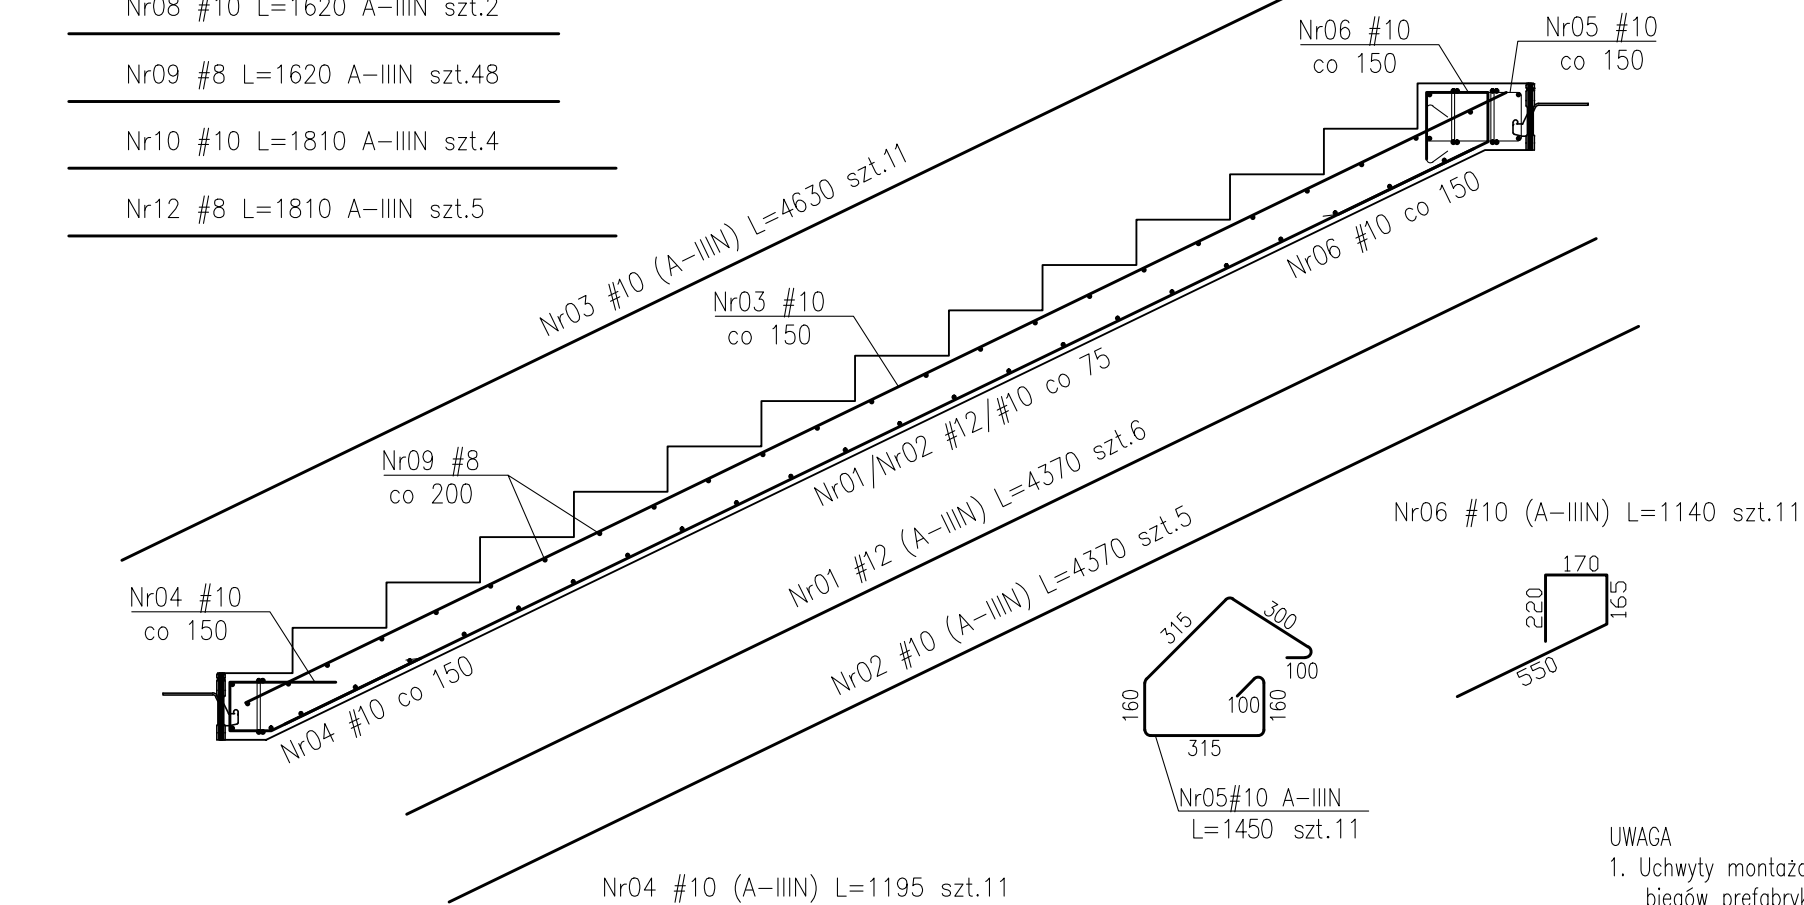 Nr08 #10 L=1620 A-IIIN szt.2
Nr09 #8 L=1620 A-IIIN szt.48
Nr10 #10 L=1810 A-IIIN szt.4
Nr12 #8 L=1810 A-IIIN szt.5
Nr06 #10
co 150
Nr05 #10
co 150
Nr03 #10 (A-IIIN) L=4630 szt.11
Nr06 #10 co 150
Nr03 #10
co 150
Nr01/Nr02 #12/#10 co 75
Nr09 #8
co 200
Nr01 #12 (A-IIIN) L=4370 szt.6
Nr02 #10 (A-IIIN) L=4370 szt.5
Nr04 #10
co 150
Nr04 #10 co 150
Nr06 #10 (A-IIIN) L=1140 szt.11
170
220
165
550
315
300
100
160
100
160
315
Nr05#10 A-IIIN
L=1450 szt.11
Nr04 #10 (A-IIIN) L=1195 szt.11
UWAGA
1. Uchwyty
biegów